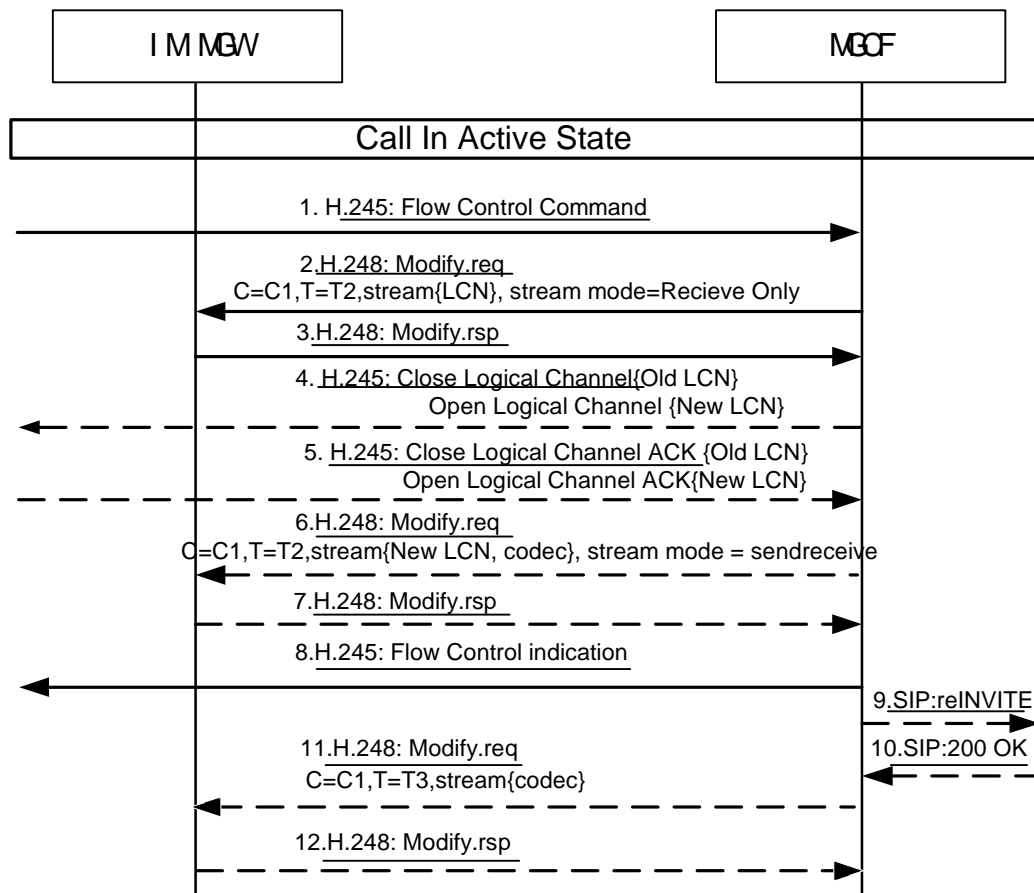 IM MGW
MGCF
Call In Active State
1. H.245: Flow Control Command
2.H.248: Modify.req
C=C1,T=T2,stream{LCN}, stream mode=Recieve Only
3.H.248: Modify.rsp
4. H.245: Close Logical Channel{Old LCN}
Open Logical Channel {New LCN}
5. H.245: Close Logical Channel ACK {Old LCN}
Open Logical Channel ACK{New LCN}
6.H.248: Modify.req
C=C1,T=T2,stream{New LCN, codec}, stream mode = sendreceive
7.H.248: Modify.rsp
8.H.245: Flow Control indication
9.SIP:reINVITE
10.SIP:200 OK
11.H.248: Modify.req
C=C1,T=T3,stream{codec}
12.H.248: Modify.rsp